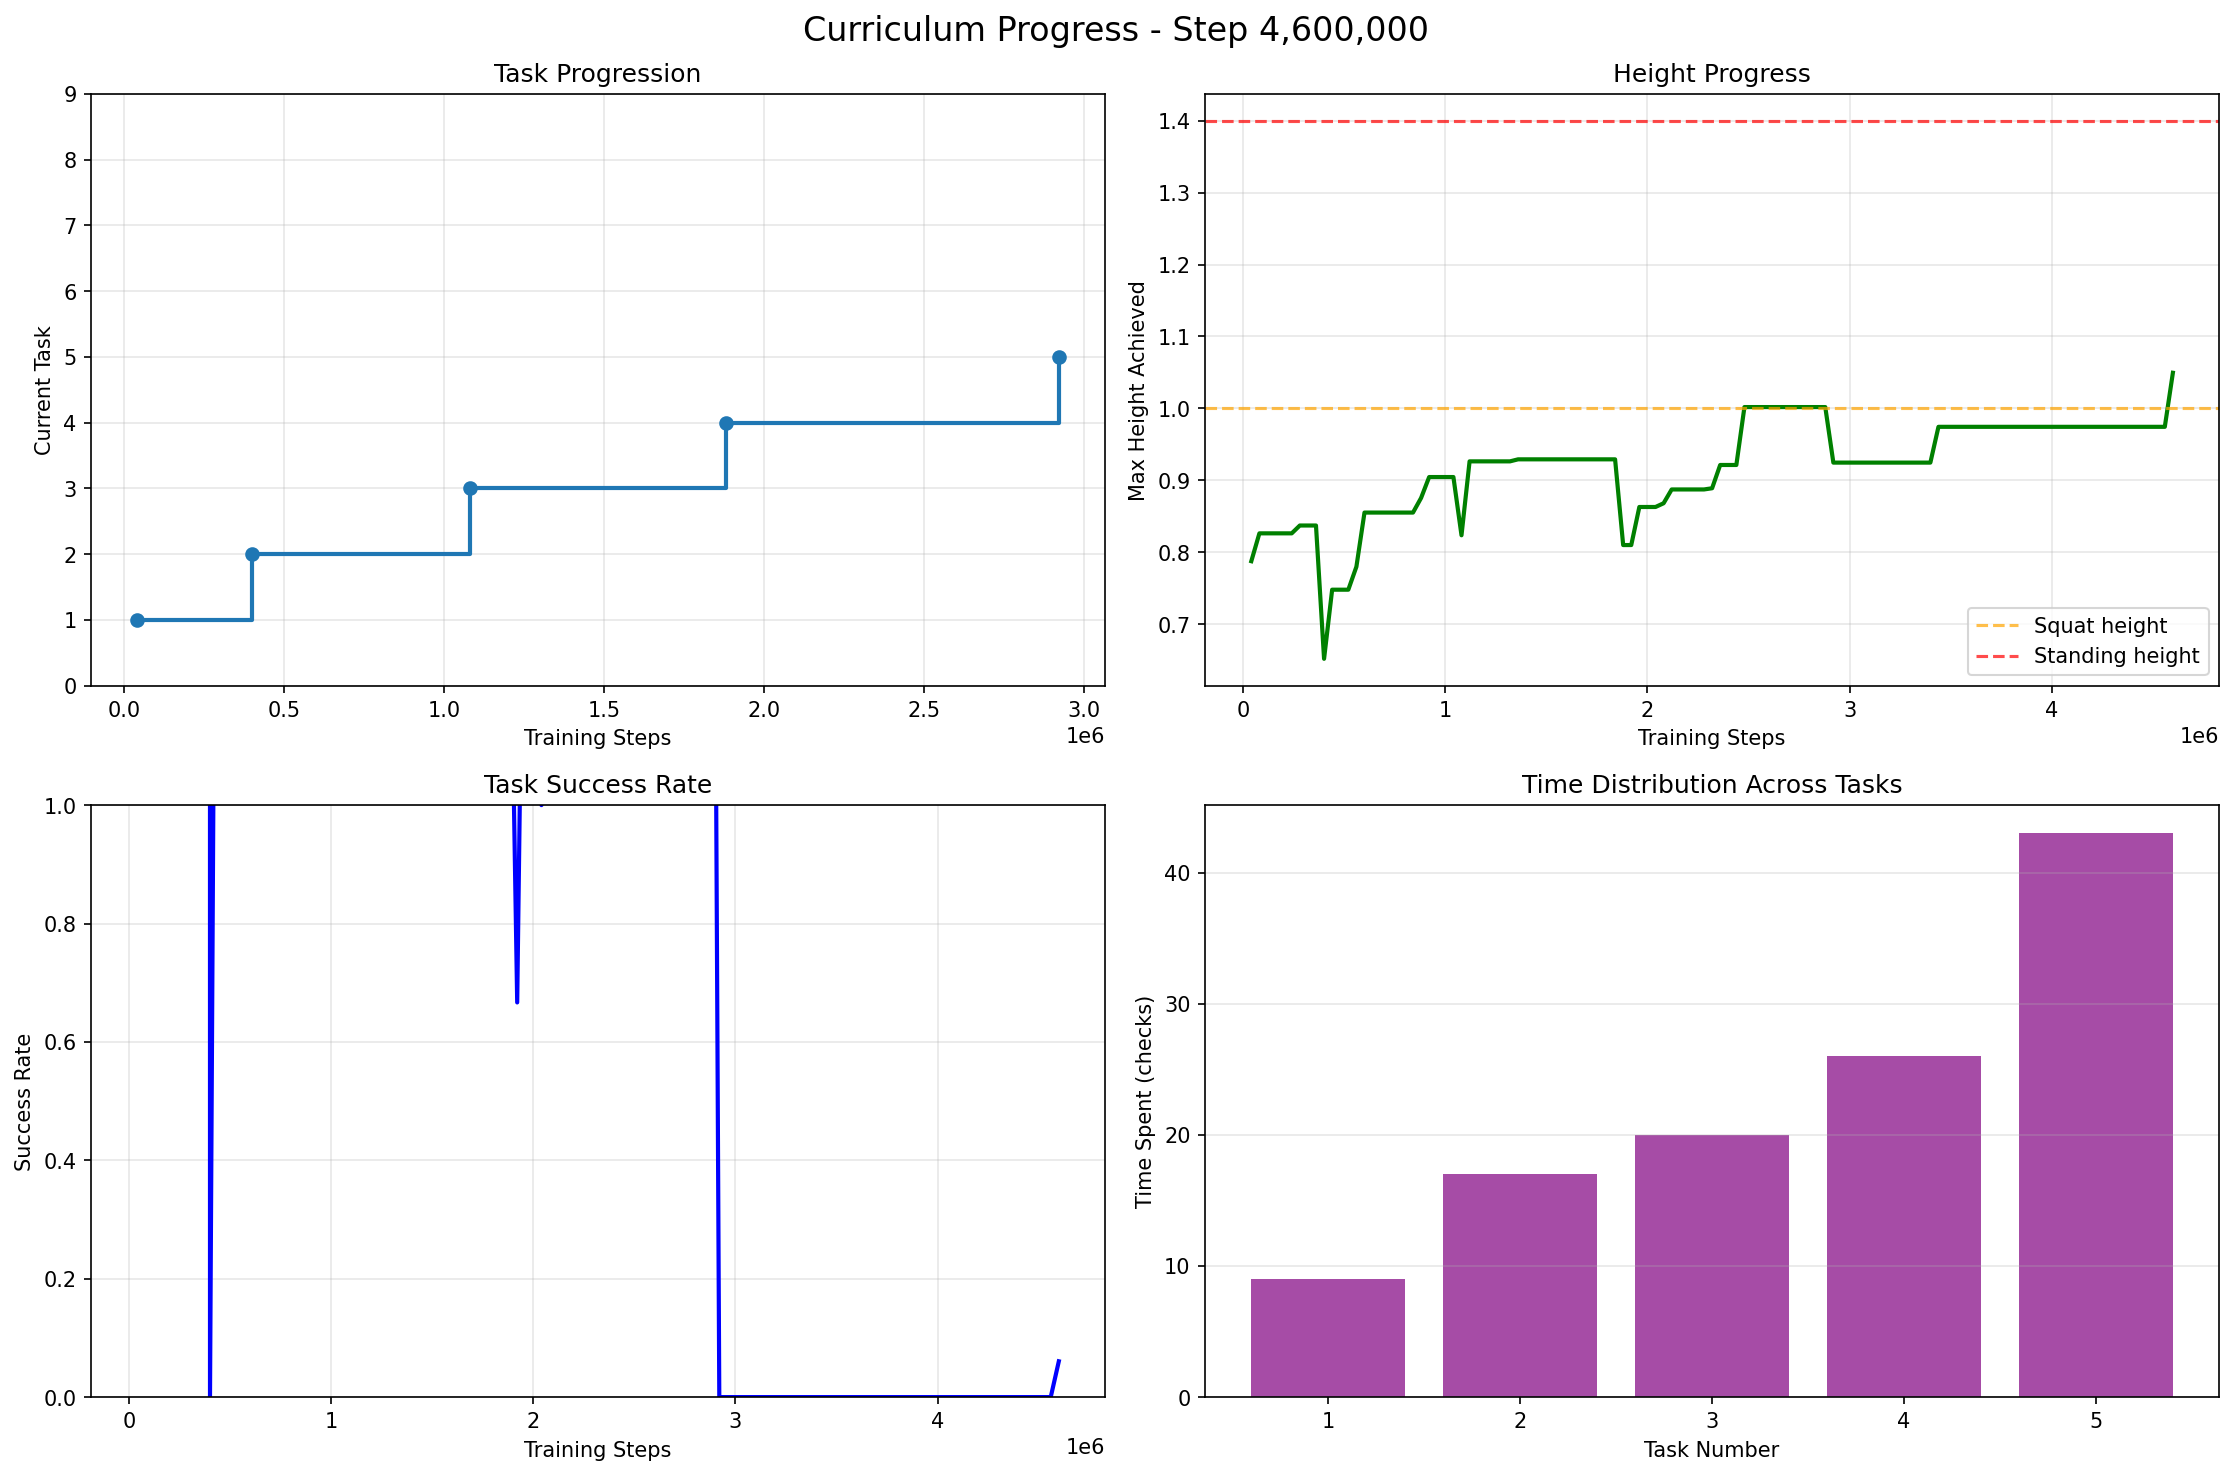 Curriculum Progress - Step 4,600,000
Task Progression
9
8
7
6
5
4
3
2
1
0
Current Task
0.0 0.5 1.0 1.5 2.0 2.5 3.0
1e6
Training Steps
Height Progress
1.4
1.3
1.2
1.1
1.0
0.9
0.8
0.7
Max Height Achieved
Squat height
Standing height
0 1 2 3 4
1e6
Training Steps
Task Success Rate
1.0
0.8
0.6
0.4
0.2
0.0
Success Rate
0 1 2 3 4
1e6
Training Steps
Time Distribution Across Tasks
40
30
20
10
0
Time Spent (checks)
1 2 3 4 5
Task Number